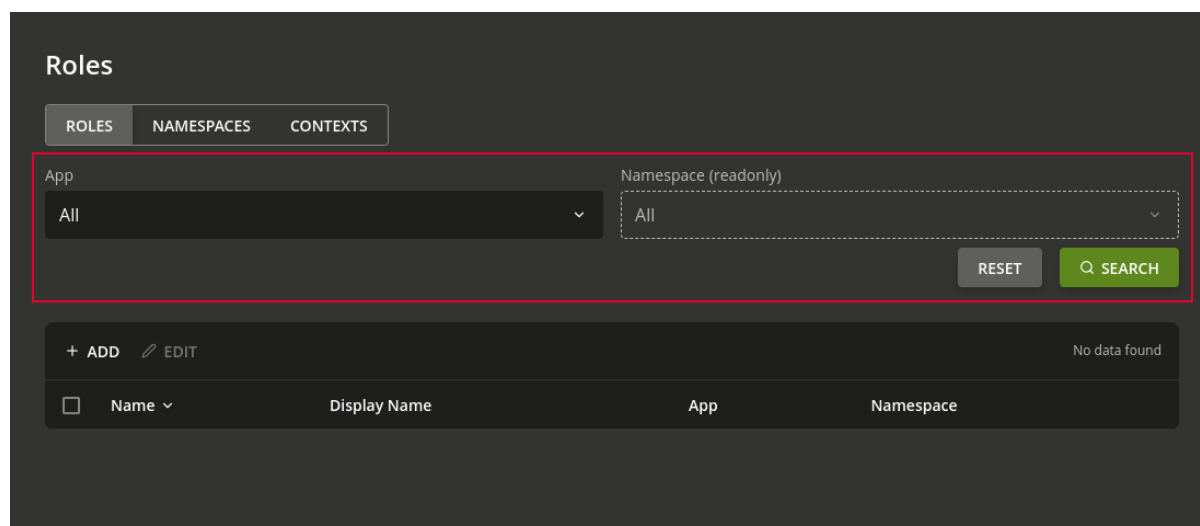 Roles
ROLES NAMESPACES CONTEXTS
App Namespace (readonly)
All All
RESET SEARCH
+ ADD EDIT No data found
Name Display Name App Namespace